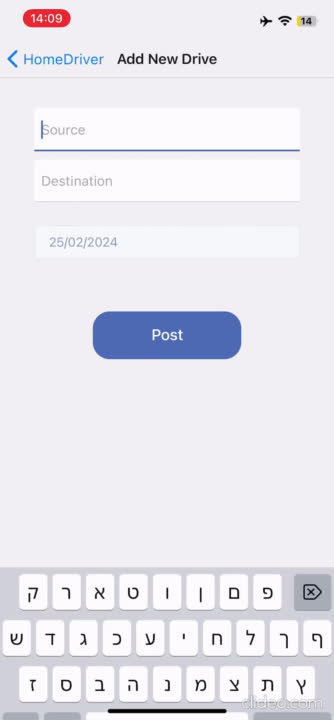 14:09
14
HomeDriver
Add New Drive
Source
Destination
25/02/2024
Post
ק ר א ט ו ן ם פ
ש ד ג כ ע י ח ל ך ף
ז ס ב ה נ מ צ ת ץ
clideo.com